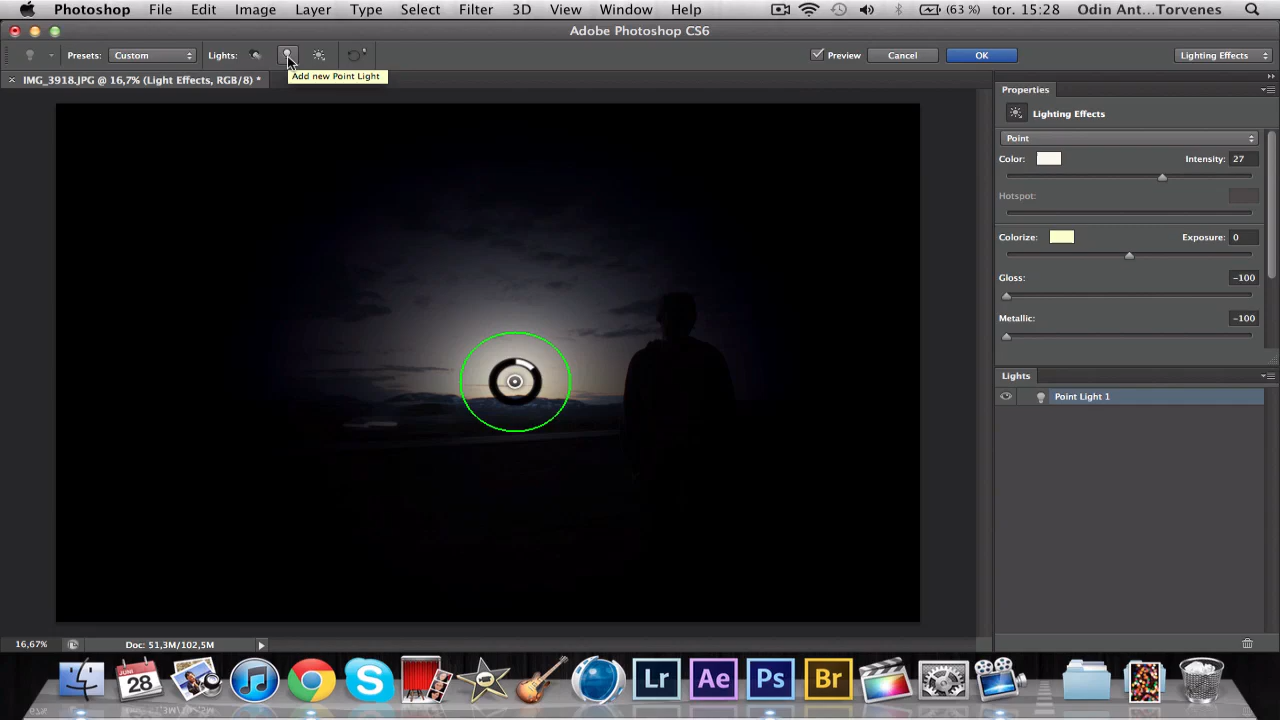 Photoshop File Edit Image Layer Type Select Filter 3D View Window Help (63 %) tor. 15:28 Odin Ant...Torvenes
Adobe Photoshop CS6
Presets: Custom Lights: Preview Cancel OK Lighting Effects
Add new Point Light
× IMG_3918.JPG @ 16,7% (Light Effects, RGB/8) *
Properties
Lighting Effects
Point
Color: Intensity: 27
Hotspot:
Colorize: Exposure: 0
Gloss: -100
Metallic: -100
Lights
Point Light 1
16,67% Doc: 51,3M/102,5M
JUNI
28
Lr Ae Ps Br